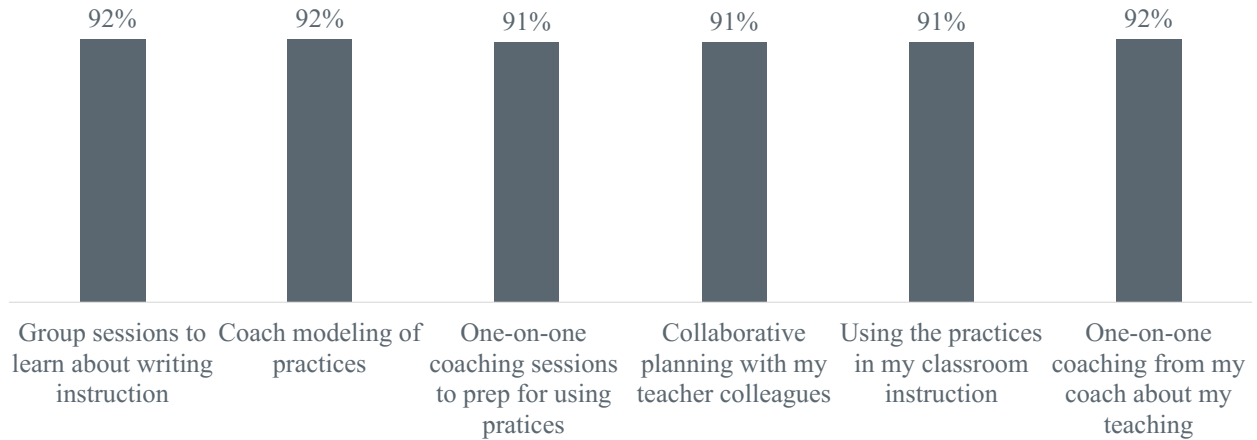 92%
92%
91%
91%
91%
92%
Group sessions to
learn about writing
instruction
Coach modeling of
practices
One-on-one
coaching sessions
to prep for using
pratices
Collaborative
planning with my
teacher colleagues
Using the practices
in my classroom
instruction
One-on-one
coaching from my
coach about my
teaching